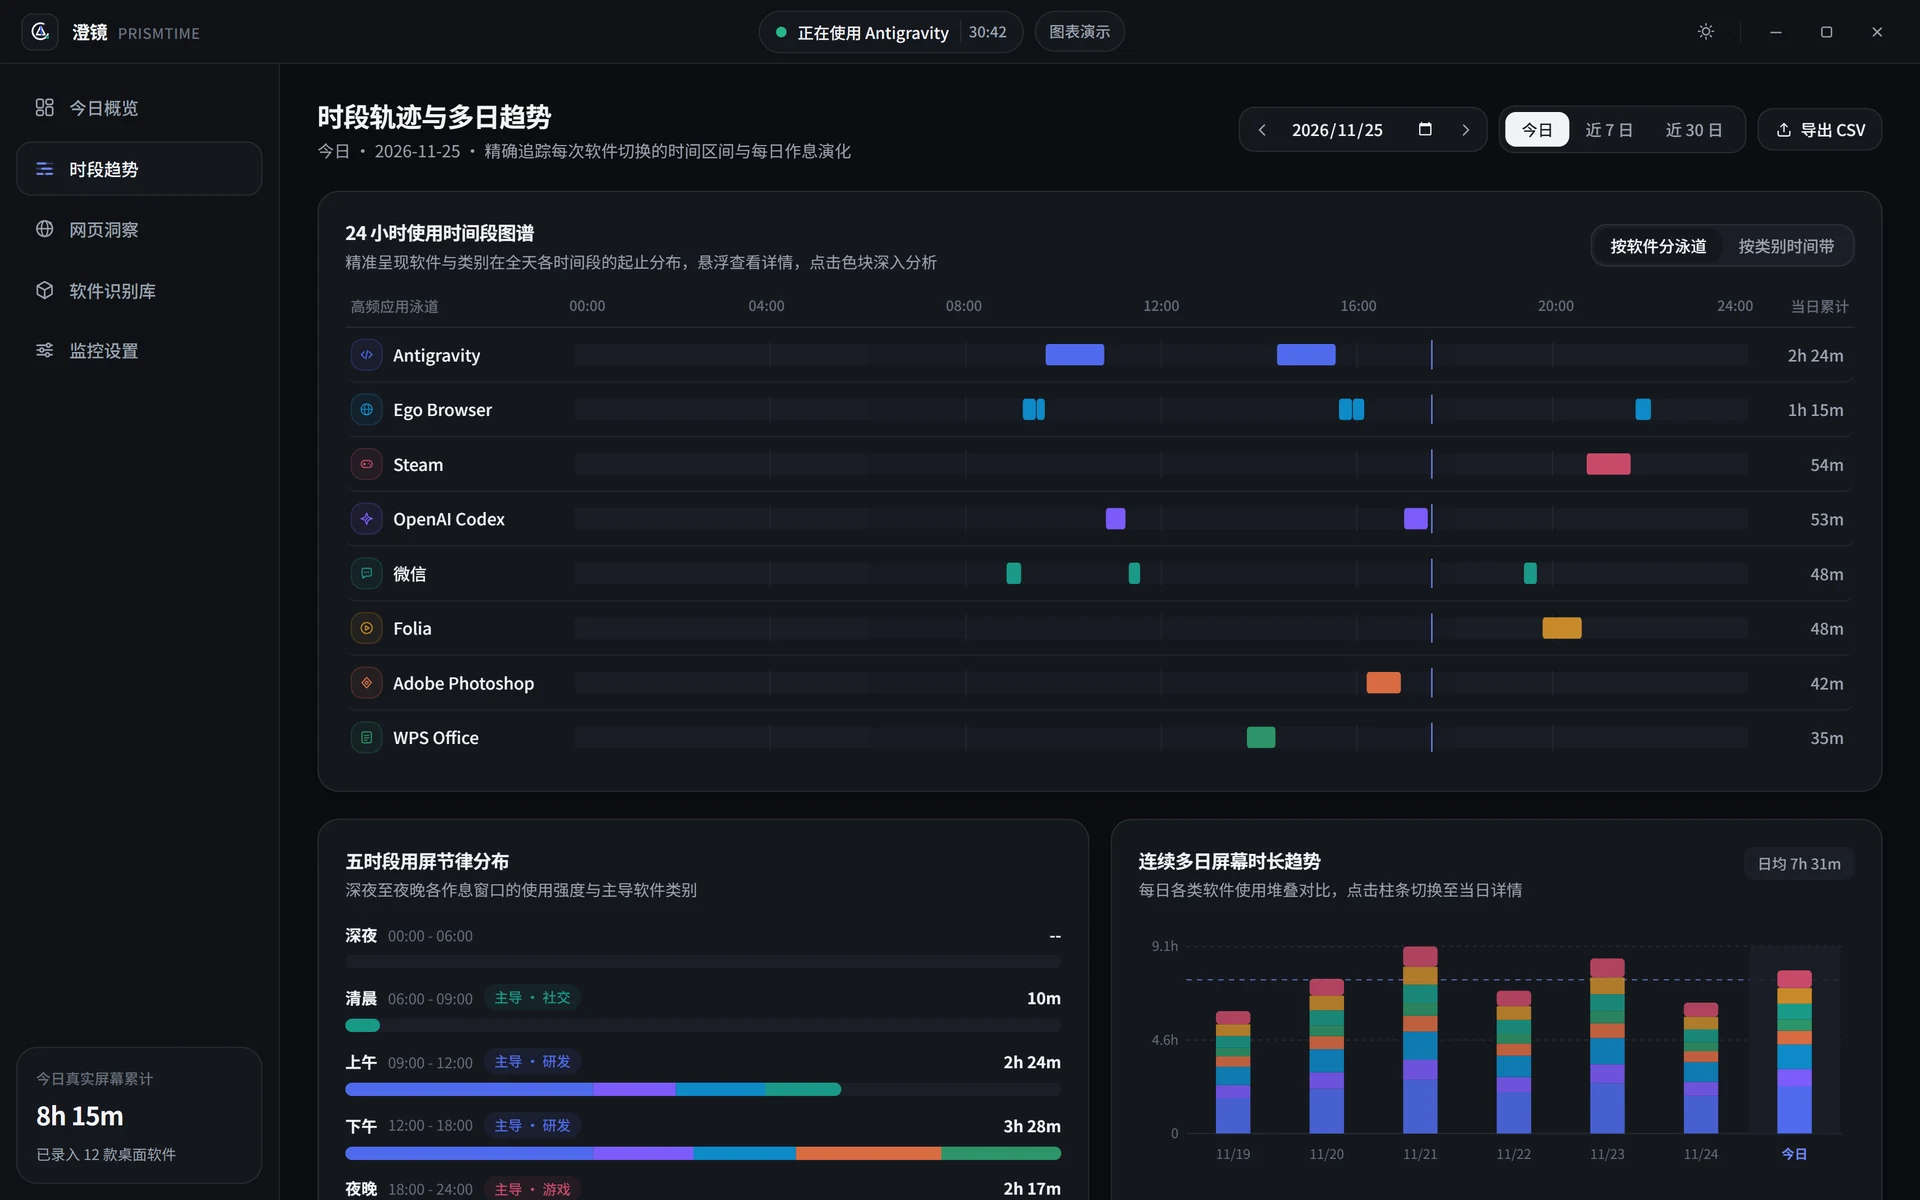 澄镜 PRISMTIME
正在使用 Antigravity 30:42
图表演示
今日概览
时段趋势
网页洞察
软件识别库
监控设置
今日真实屏幕累计
8h 15m
已录入 12 款桌面软件
时段轨迹与多日趋势
今日 • 2026-11-25 • 精确追踪每次软件切换的时间区间与每日作息演化
2026/11/25
今日 近 7 日 近 30 日
导出 CSV
24 小时使用时间段图谱
精准呈现软件与类别在全天各时间段的起止分布，悬浮查看详情，点击色块深入分析
按软件分泳道 按类别时间带
高频应用泳道 00:00 04:00 08:00 12:00 16:00 20:00 24:00 当日累计
Antigravity 2h 24m
Ego Browser 1h 15m
Steam 54m
OpenAI Codex 53m
微信 48m
Folia 48m
Adobe Photoshop 42m
WPS Office 35m
五时段用屏节律分布
深夜至夜晚各作息窗口的使用强度与主导软件类别
深夜 00:00 - 06:00 --
清晨 06:00 - 09:00 主导 • 社交 10m
上午 09:00 - 12:00 主导 • 研发 2h 24m
下午 12:00 - 18:00 主导 • 研发 3h 28m
夜晚 18:00 - 24:00 主导 • 游戏 2h 17m
连续多日屏幕时长趋势
每日各类软件使用堆叠对比，点击柱条切换至当日详情
日均 7h 31m
9.1h
4.6h
0
11/19 11/20 11/21 11/22 11/23 11/24 今日